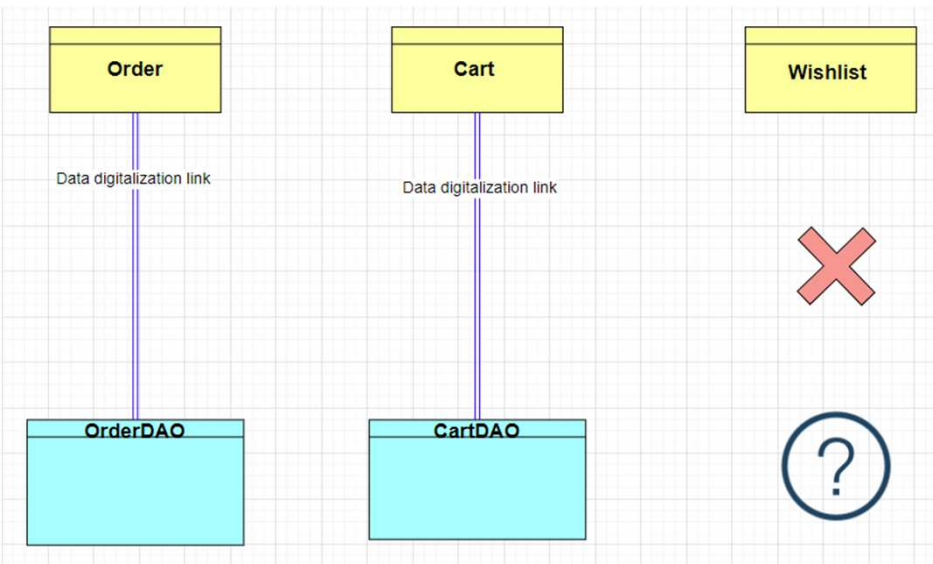 Order
Cart
Wishlist
Data digitalization link
Data digitalization link
OrderDAO
CartDAO
?